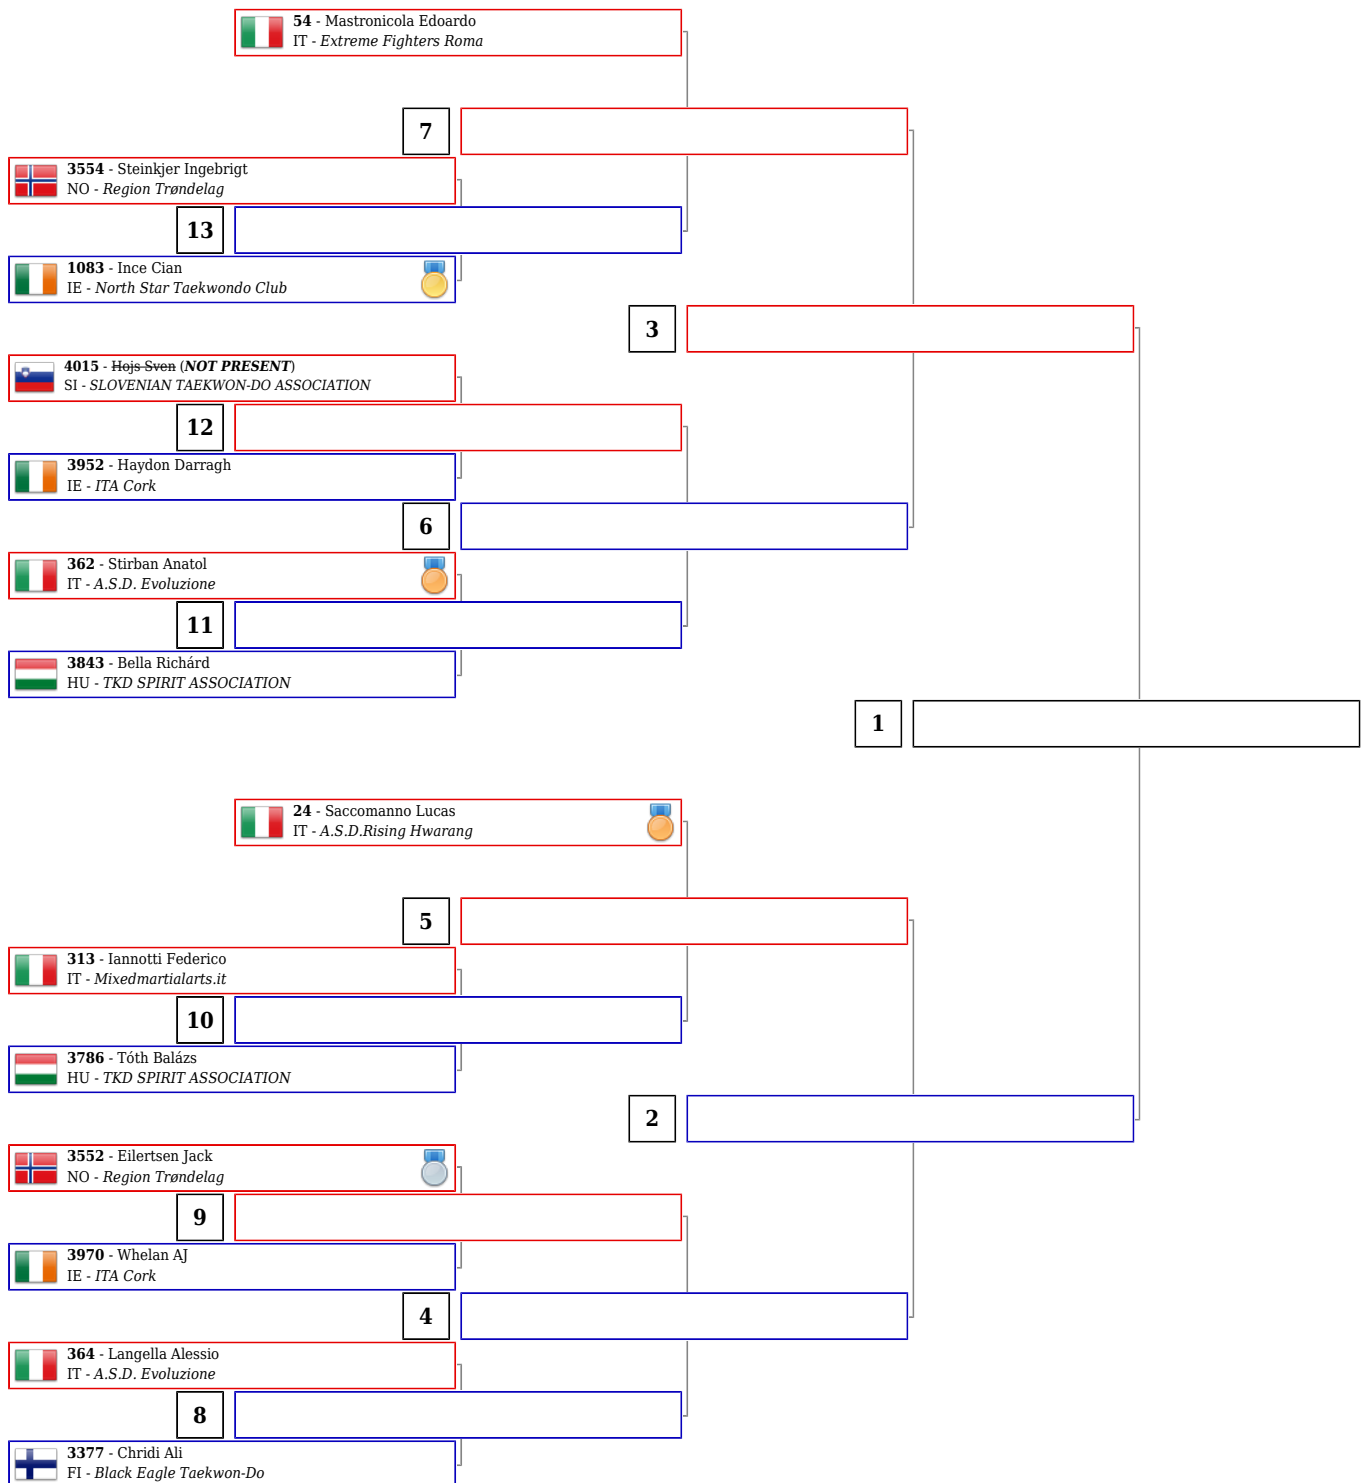 54 - Mastronicola Edoardo
IT - Extreme Fighters Roma
7
3554 - Steinkjer Ingebrigt
NO - Region Trøndelag
13
1083 - Ince Cian
IE - North Star Taekwondo Club
3
4015 - Hojs Sven (NOT PRESENT)
SI - SLOVENIAN TAEKWON-DO ASSOCIATION
12
3952 - Haydon Darragh
IE - ITA Cork
6
362 - Stirban Anatol
IT - A.S.D. Evoluzione
11
3843 - Bella Richárd
HU - TKD SPIRIT ASSOCIATION
1
24 - Saccomanno Lucas
IT - A.S.D.Rising Hwarang
5
313 - Iannotti Federico
IT - Mixedmartialarts.it
10
3786 - Tóth Balázs
HU - TKD SPIRIT ASSOCIATION
2
3552 - Eilertsen Jack
NO - Region Trøndelag
9
3970 - Whelan AJ
IE - ITA Cork
4
364 - Langella Alessio
IT - A.S.D. Evoluzione
8
3377 - Chridi Ali
FI - Black Eagle Taekwon-Do